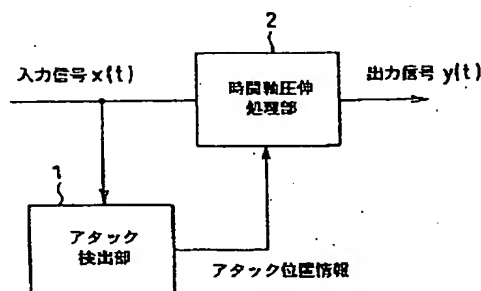 2
入力信号 x(t)
時間軸圧伸
処理部
出力信号 y(t)
1
アタック
検出部
アタック位置情報